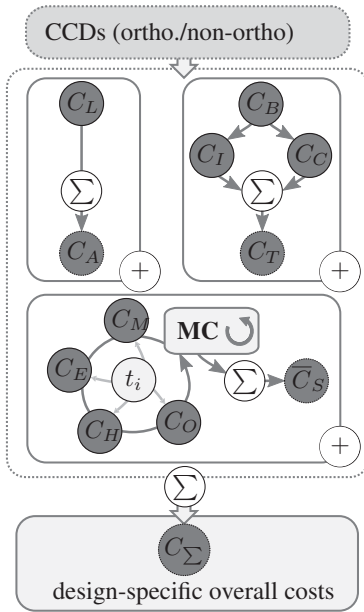 CCDs (ortho./non-ortho)
C_L
C_B
C_I
C_C
∑
∑
C_A
C_T
+
+
C_M
MC
C_E
t_i
∑
C̅_S
C_H
C_O
+
∑
C_∑
design-specific overall costs